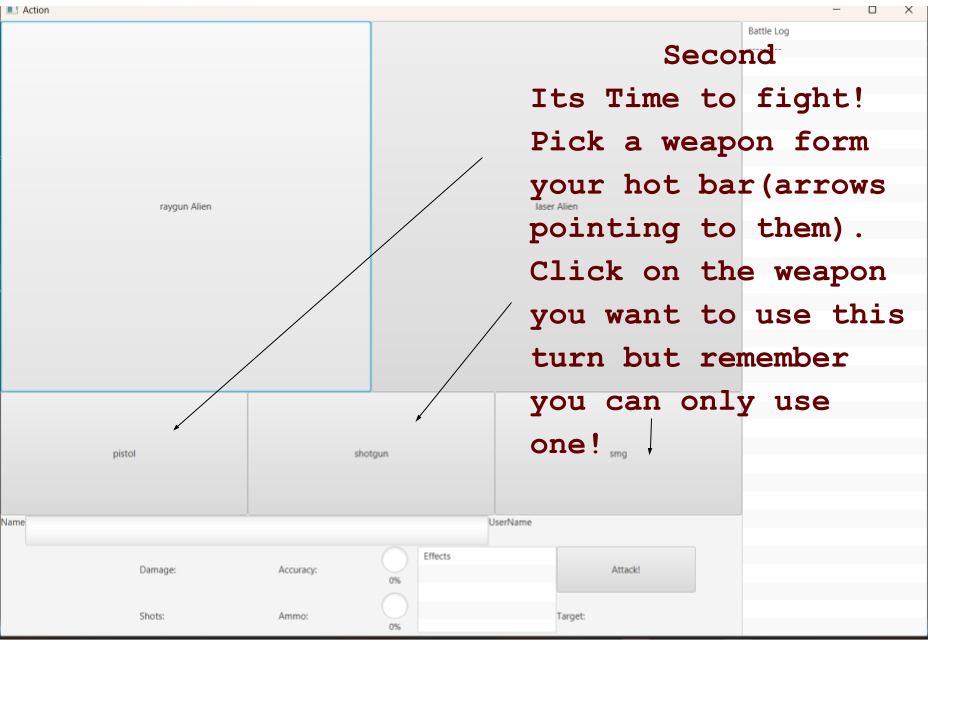 Action
Battle Log
----------
Second
Its Time to fight!
Pick a weapon form
your hot bar(arrows
pointing to them).
Click on the weapon
you want to use this
turn but remember
you can only use
one!
raygun Alien
laser Alien
pistol
shotgun
smg
Name
UserName
Damage:
Accuracy:
0%
Effects
Attack!
Shots:
Ammo:
0%
Target: